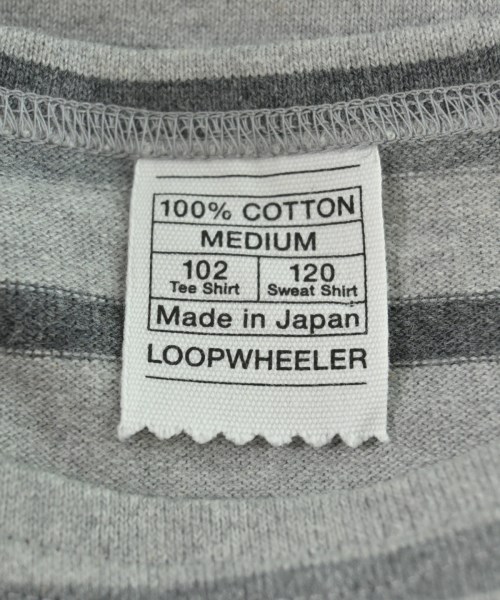 100% COTTON
MEDIUM
102 120
Tee Shirt Sweat Shirt
Made in Japan
LOOPWHEELER